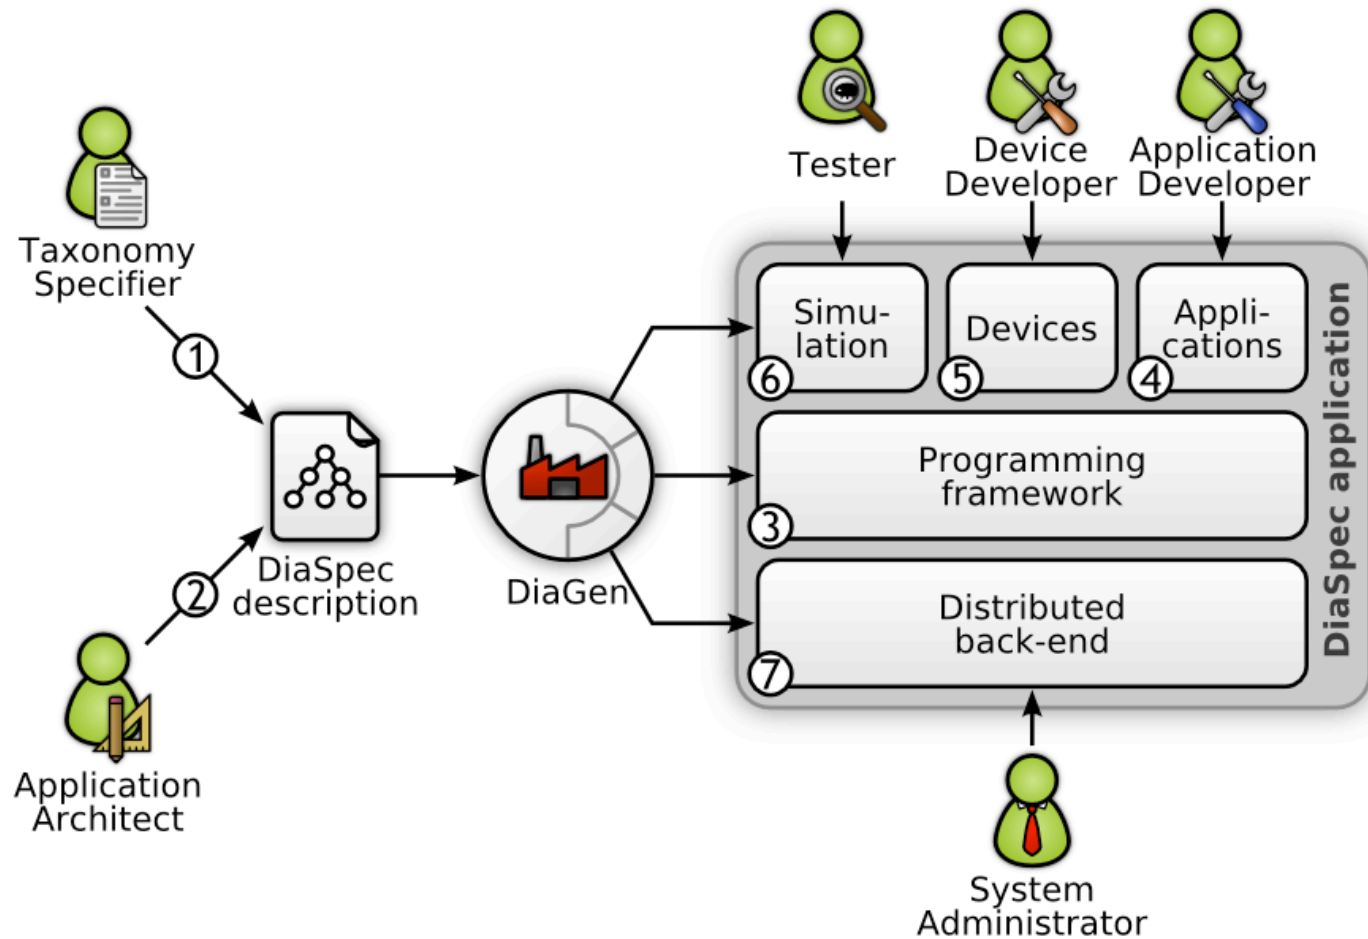 Tester
Device
Developer
Application
Developer
Taxonomy
Specifier
1
Simu-
lation
6
Devices
5
Appli-
cations
4
DiaSpec application
Programming
framework
3
DiaGen
DiaSpec
description
2
Distributed
back-end
7
Application
Architect
System
Administrator